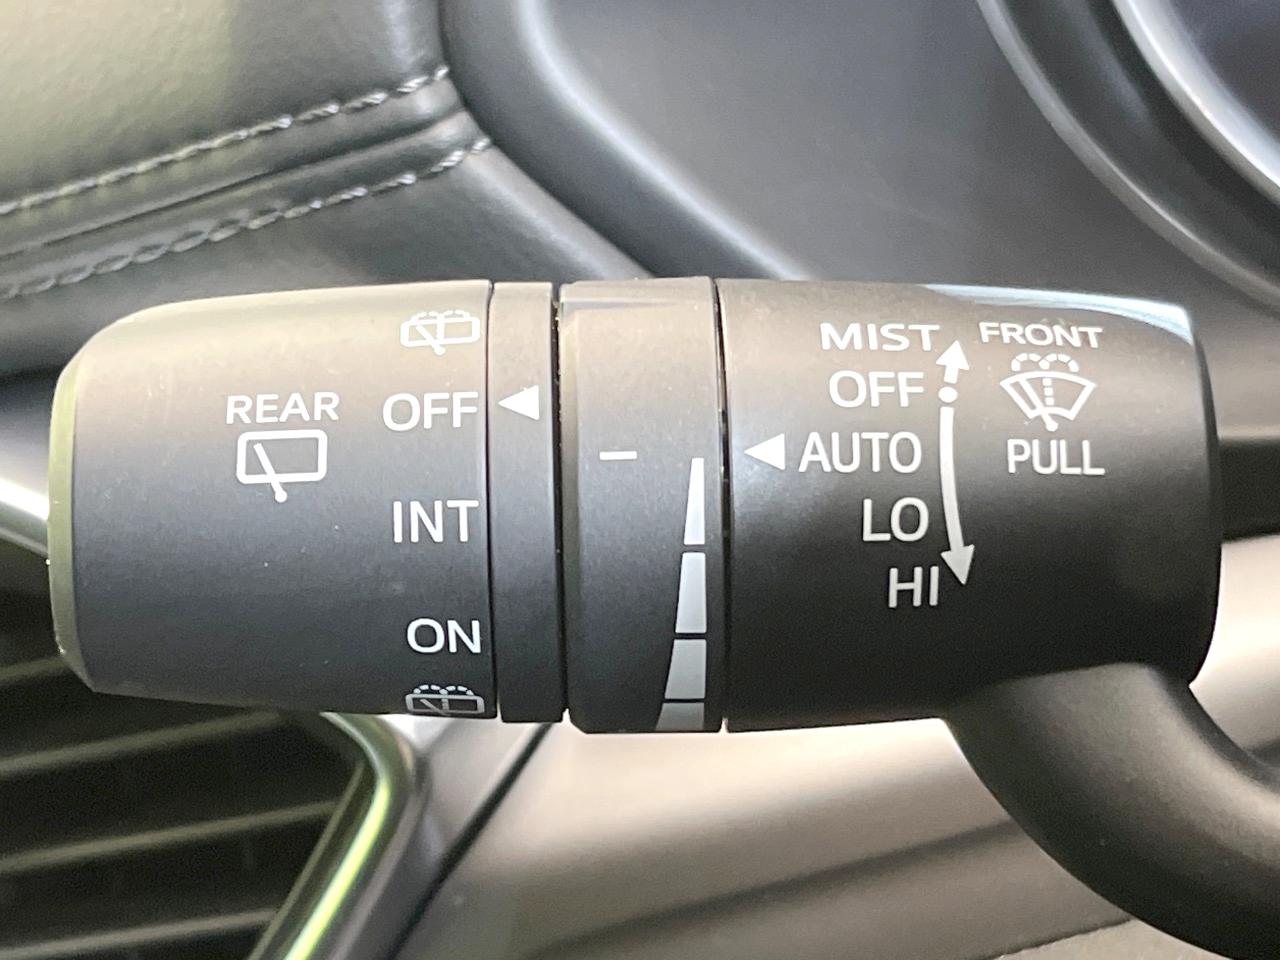 REAR
OFF
INT
ON
MIST
OFF
AUTO
LO
HI
FRONT
PULL